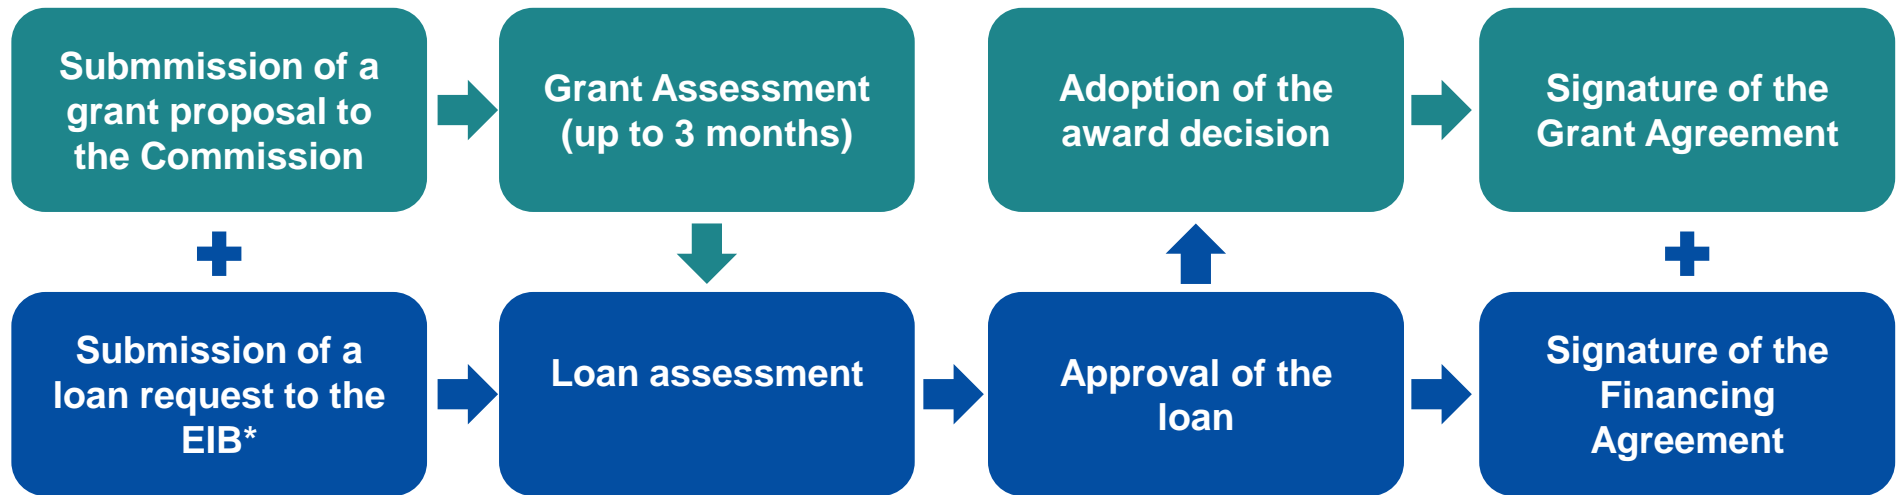 Submmission of a
grant proposal to
the Commission
Grant Assessment
(up to 3 months)
Adoption of the
award decision
Signature of the
Grant Agreement
Submission of a
loan request to the
EIB*
Loan assessment
Approval of the
loan
Signature of the
Financing
Agreement